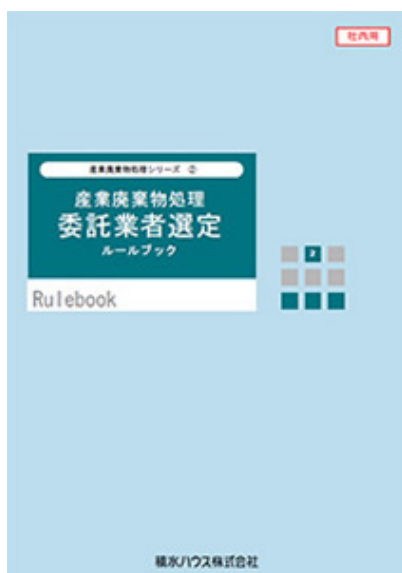 社内用
産業廃棄物処理シリーズ ②
産業廃棄物処理
委託業者選定
ルールブック
2
Rulebook
積水ハウス株式会社